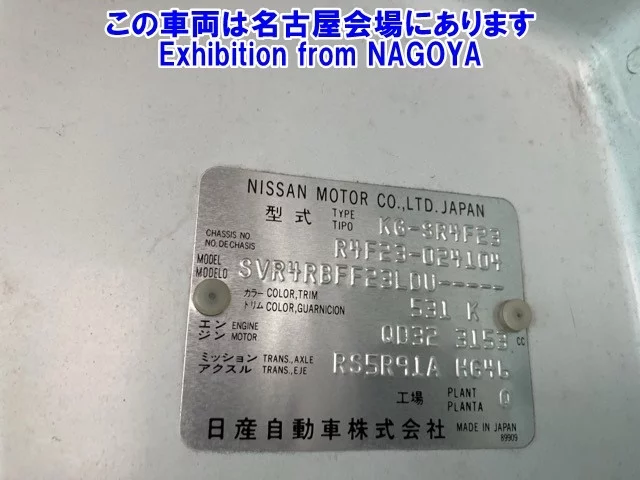 この車両は名古屋会場にあります
Exhibition from NAGOYA
NISSAN MOTOR CO.,LTD. JAPAN
型式 TYPE TIPO KG-SR4F23
CHASSIS NO. NO.DE CHASIS R4F23-024104
MODEL MODELO SVR4RBFF23LDU-----
カラー COLOR,TRIM トリム COLOR,GUARNICION 531 K
エンジン ENGINE MOTOR QD32 3153 cc
ミッション TRANS.,AXLE アクスル TRANS.,EJE RS5R91A HG46
工場 PLANT PLANTA Q
日産自動車株式会社 MADE IN JAPAN
89909